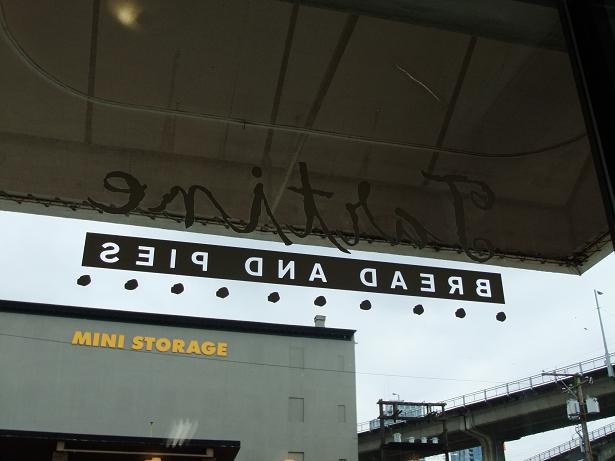 Tartine
BREAD AND PIES
MINI STORAGE